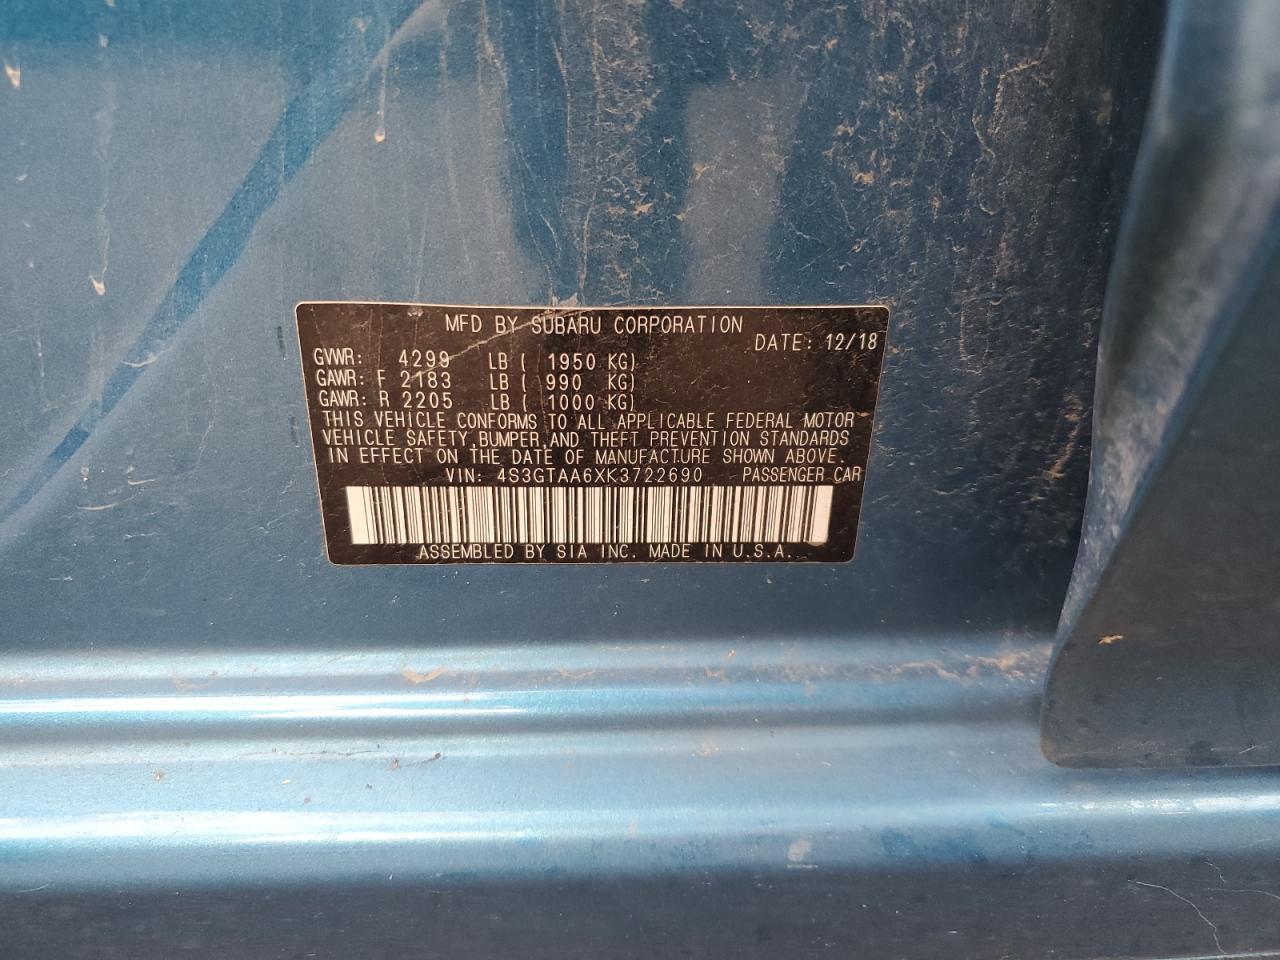 MFD BY SUBARU CORPORATION
DATE: 12/18
GVWR: 4299 LB ( 1950 KG)
GAWR: F 2183 LB ( 990 KG)
GAWR: R 2205 LB ( 1000 KG)
THIS VEHICLE CONFORMS TO ALL APPLICABLE FEDERAL MOTOR
VEHICLE SAFETY,BUMPER,AND THEFT PREVENTION STANDARDS
IN EFFECT ON THE DATE OF MANUFACTURE SHOWN ABOVE.
VIN: 4S3GTAA6XK3722690 PASSENGER CAR
ASSEMBLED BY SIA INC. MADE IN U.S.A.